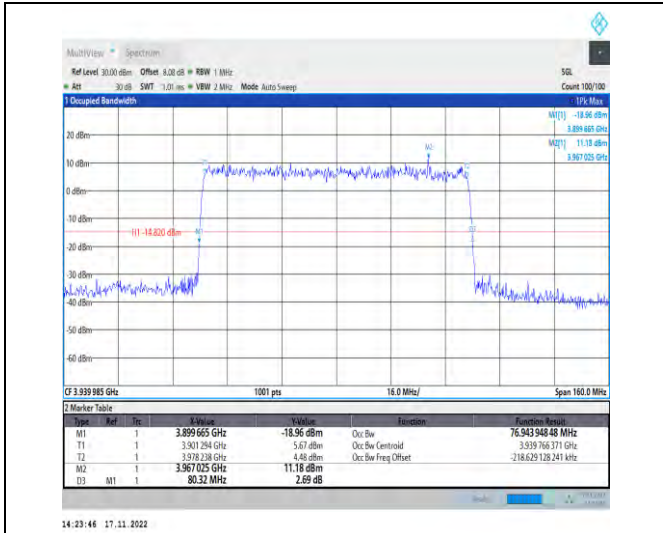 MultiView Spectrum
Ref Level 30.00 dBm Offset 8.08 dB RBW 1 MHz SGL
Att 30 dB SWT 1.01 ms VBW 2 MHz Mode Auto Sweep Count 100/100
1 Occupied Bandwidth 1Pk Max
M1[1] -18.96 dBm
3.899 665 GHz
M2[1] 11.18 dBm
3.967 025 GHz
20 dBm
10 dBm
0 dBm
-10 dBm
H1 -14.820 dBm
-20 dBm
-30 dBm
-40 dBm
-50 dBm
-60 dBm
M2
M1
CF 3.939 985 GHz 1001 pts 16.0 MHz/ Span 160.0 MHz
2 Marker Table
Type Ref Trc X-Value Y-Value Function Function Result
M1 1 3.899 665 GHz -18.96 dBm Occ Bw 76.943 948 48 MHz
T1 1 3.901 294 GHz 5.67 dBm Occ Bw Centroid 3.939 766 371 GHz
T2 1 3.978 238 GHz 4.48 dBm Occ Bw Freq Offset -218.629 128 241 kHz
M2 1 3.967 025 GHz 11.18 dBm
D3 M1 1 80.32 MHz 2.69 dB
14:23:46 17.11.2022